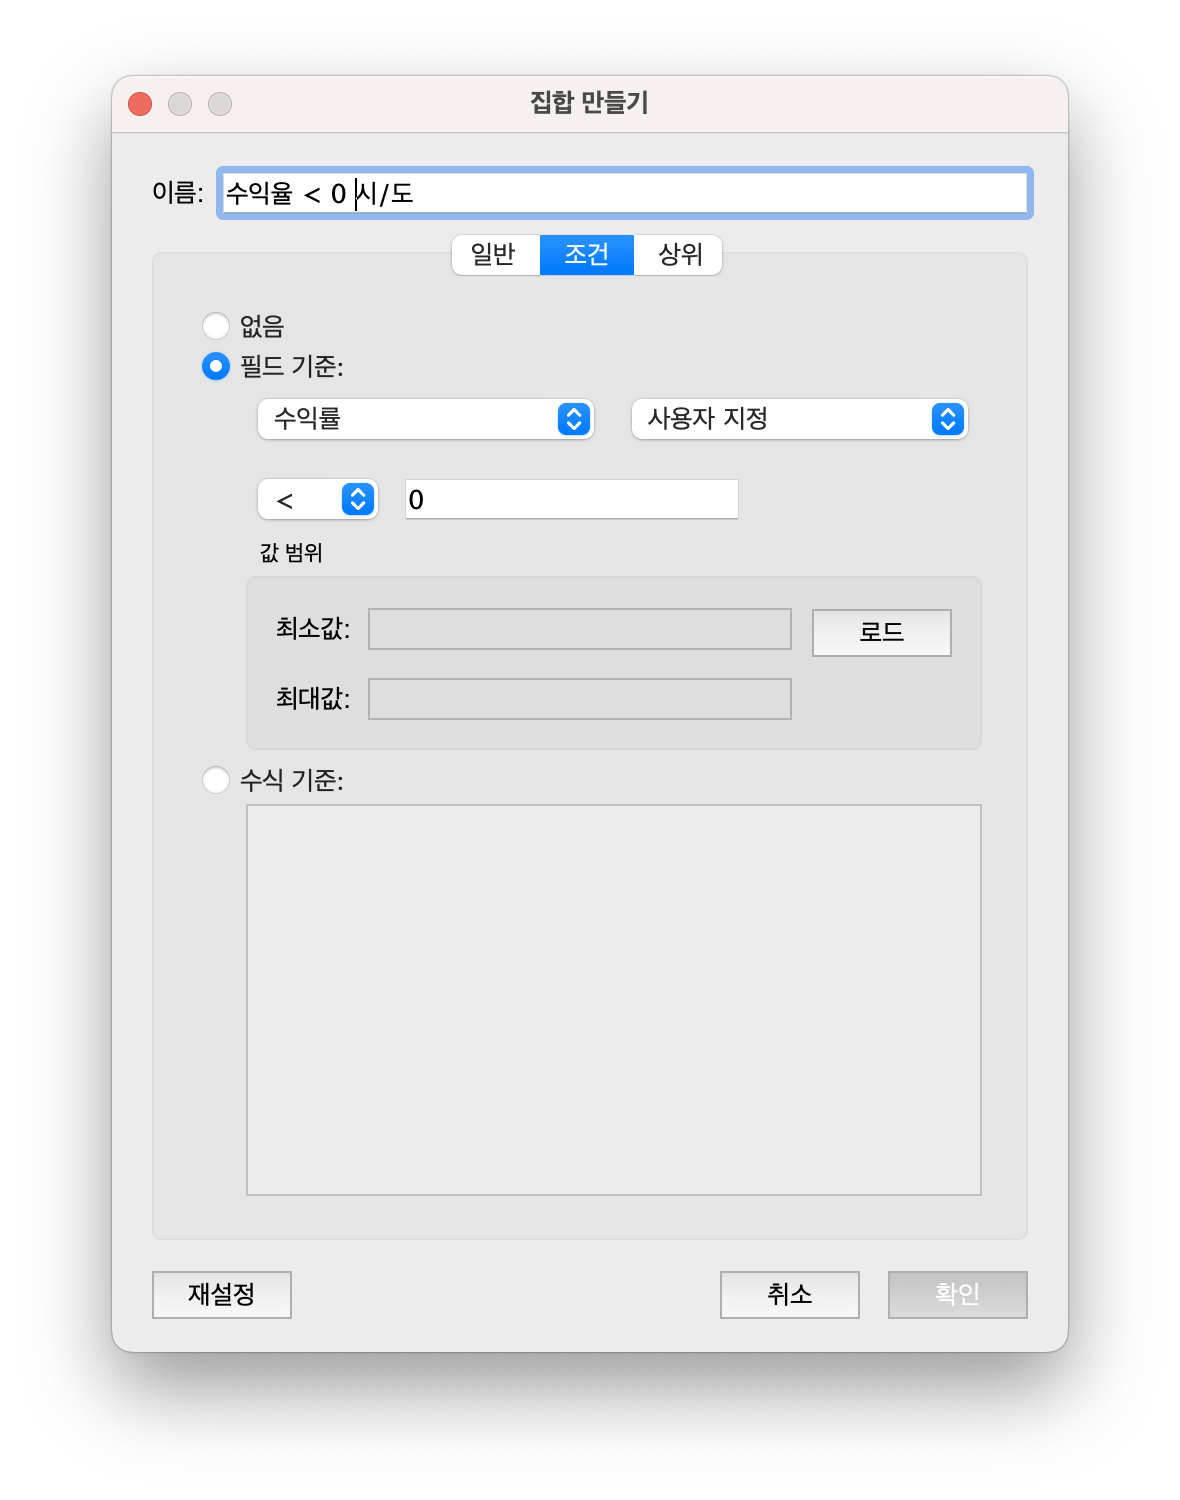 집합 만들기
이름: 수익율 < 0 시/도
일반 조건 상위
없음
필드 기준:
수익률 사용자 지정
< 0
값 범위
최소값: 로드
최대값:
수식 기준:
재설정 취소 확인